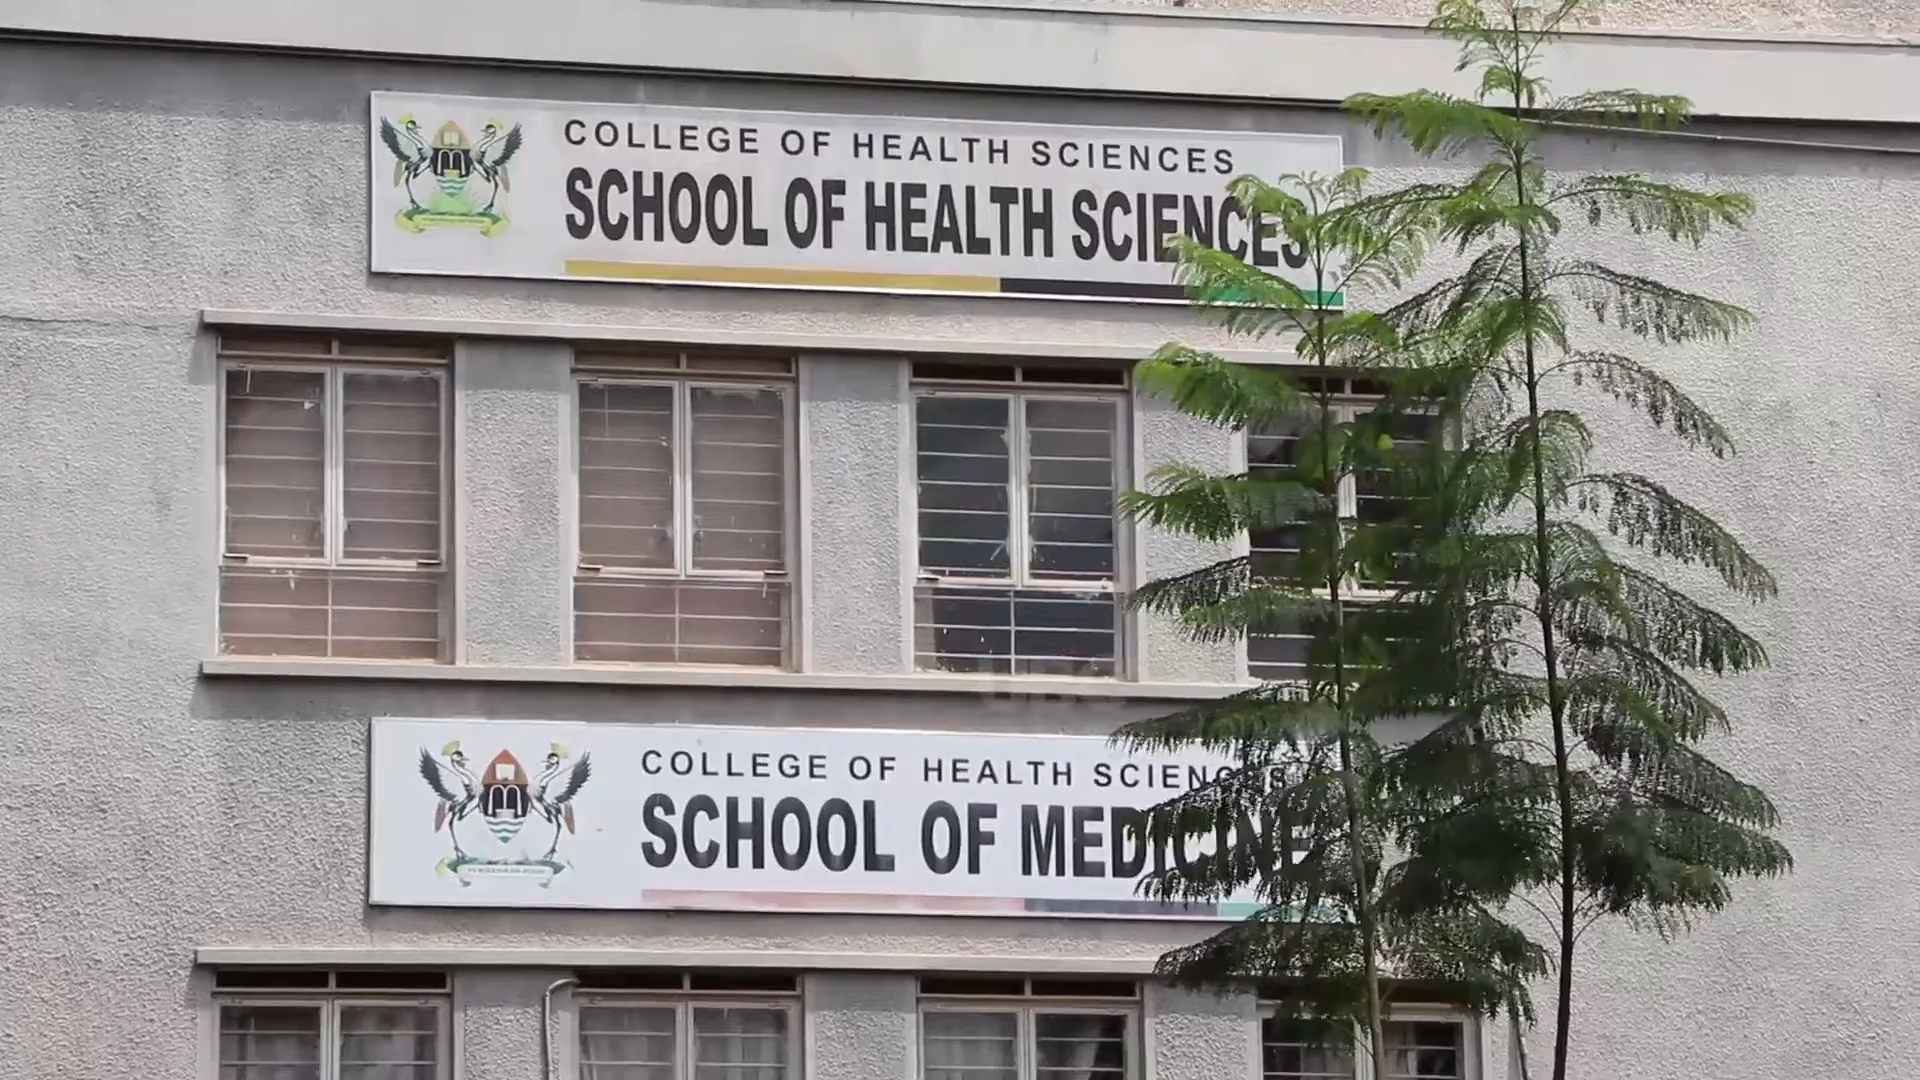 COLLEGE OF HEALTH SCIENCES
SCHOOL OF HEALTH SCIENCES
COLLEGE OF HEALTH SCIENCES
SCHOOL OF MEDICINE